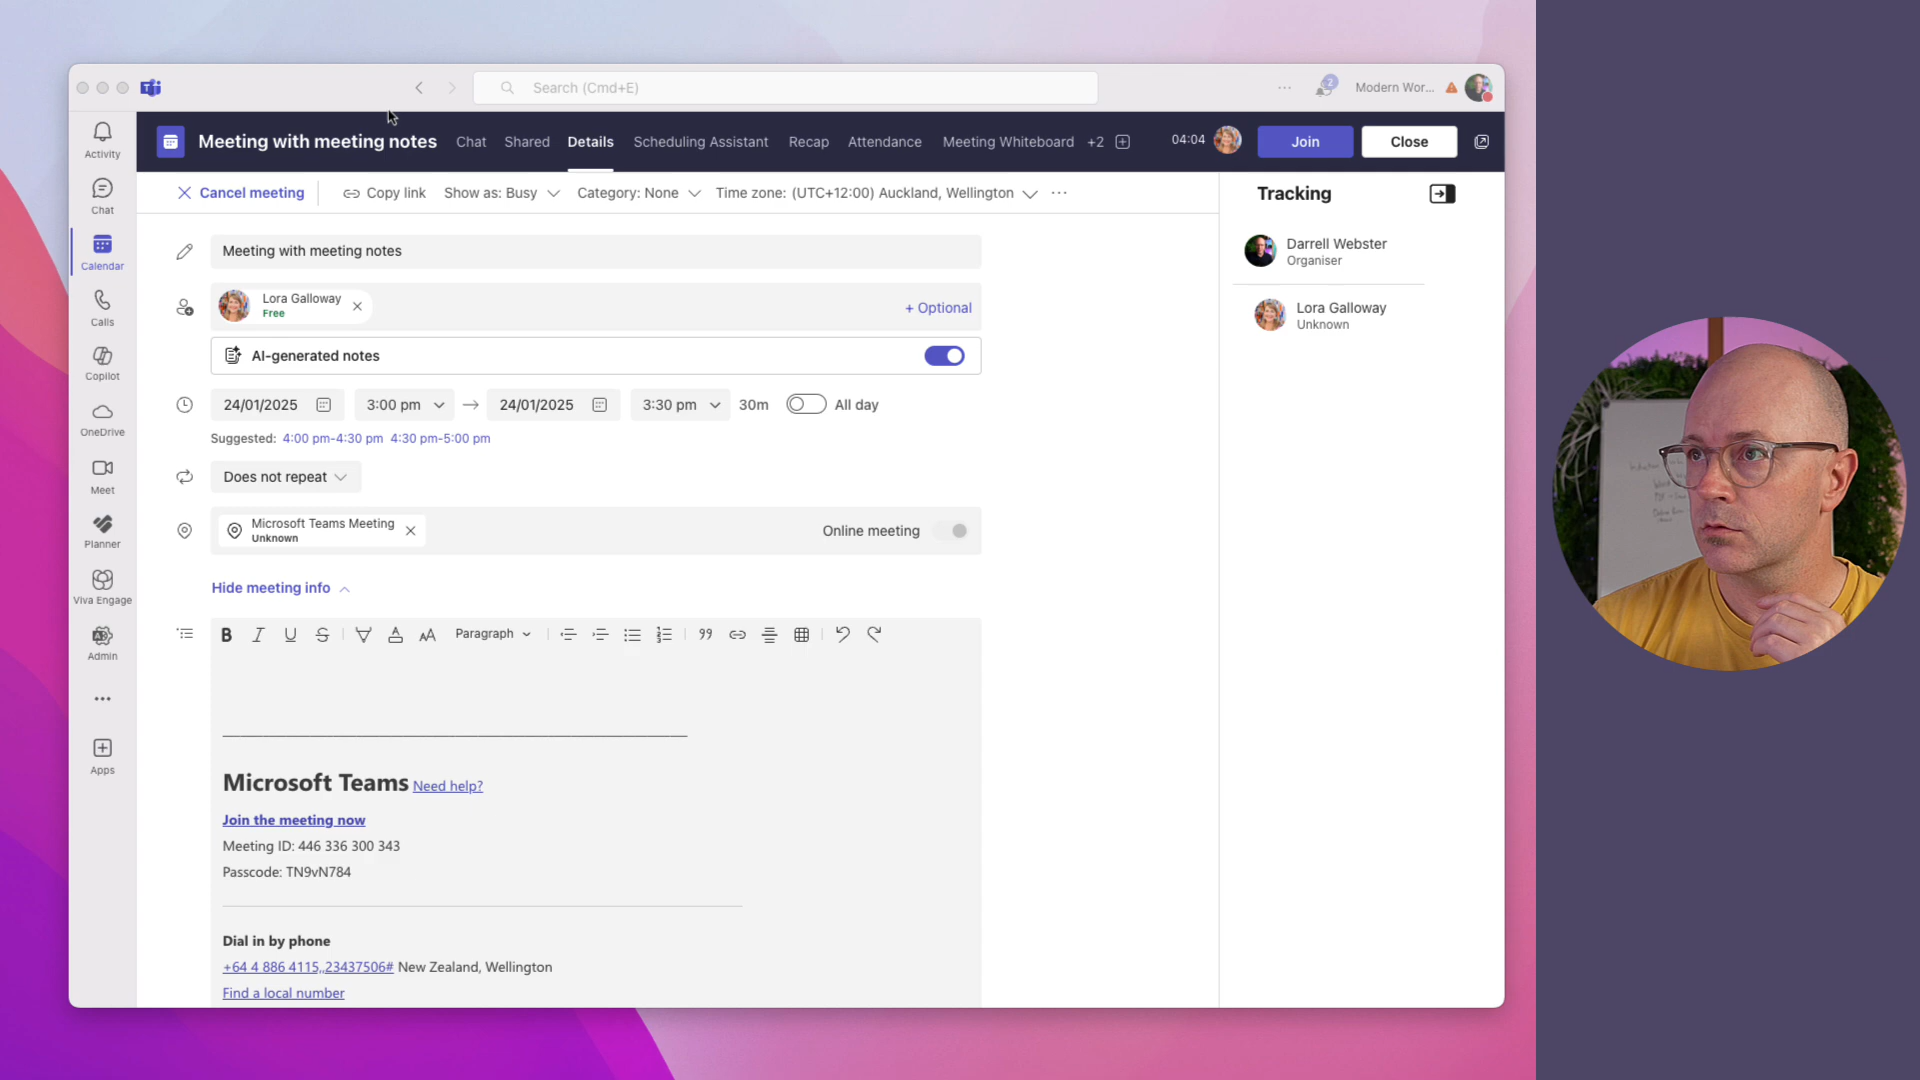 Search (Cmd+E)
2
Modern Wor...
Meeting with meeting notes
Chat
Shared
Details
Scheduling Assistant
Recap
Attendance
Meeting Whiteboard
+2
04:04
Join
Close
Activity
Chat
Calendar
Calls
Copilot
OneDrive
Meet
Planner
Viva Engage
Admin
Apps
Cancel meeting
Copy link
Show as: Busy
Category: None
Time zone: (UTC+12:00) Auckland, Wellington
Meeting with meeting notes
Lora Galloway
Free
+ Optional
AI-generated notes
24/01/2025
3:00 pm
24/01/2025
3:30 pm
30m
All day
Suggested: 4:00 pm-4:30 pm 4:30 pm-5:00 pm
Does not repeat
Microsoft Teams Meeting
Unknown
Online meeting
Hide meeting info
Paragraph
Microsoft Teams Need help?
Join the meeting now
Meeting ID: 446 336 300 343
Passcode: TN9vN784
Dial in by phone
+64 4 886 4115,,23437506# New Zealand, Wellington
Find a local number
Tracking
Darrell Webster
Organiser
Lora Galloway
Unknown